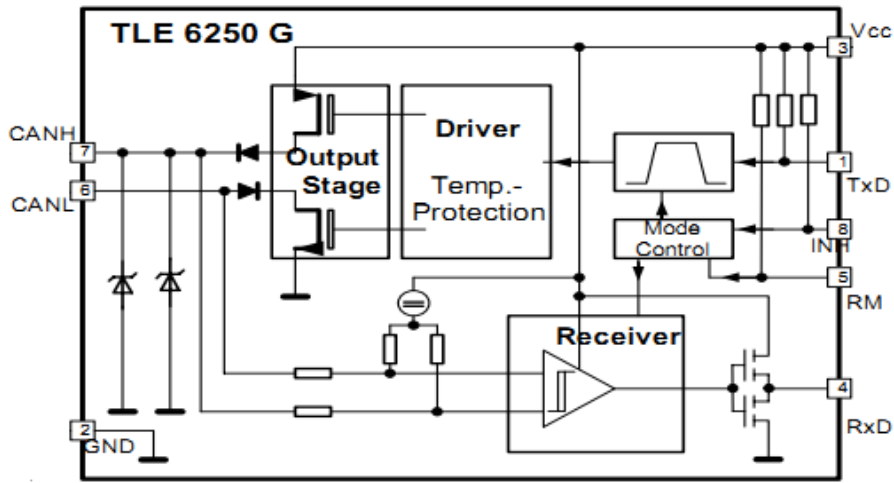 TLE 6250 G
Vcc
3
CANH
7
Driver
Output
Stage
1
TxD
6
CANL
Temp.-
Protection
Mode
Control
8
INH
5
RM
=
Receiver
4
RxD
2
GND